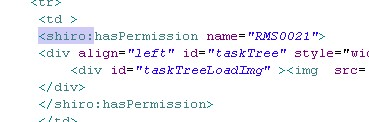 <tr>
<td >
<shiro:hasPermission name="RMS0021">
<div align="left" id="taskTree" style="wid
<div id="taskTreeLoadImg" ><img src=
</div>
</shiro:hasPermission>
</td>